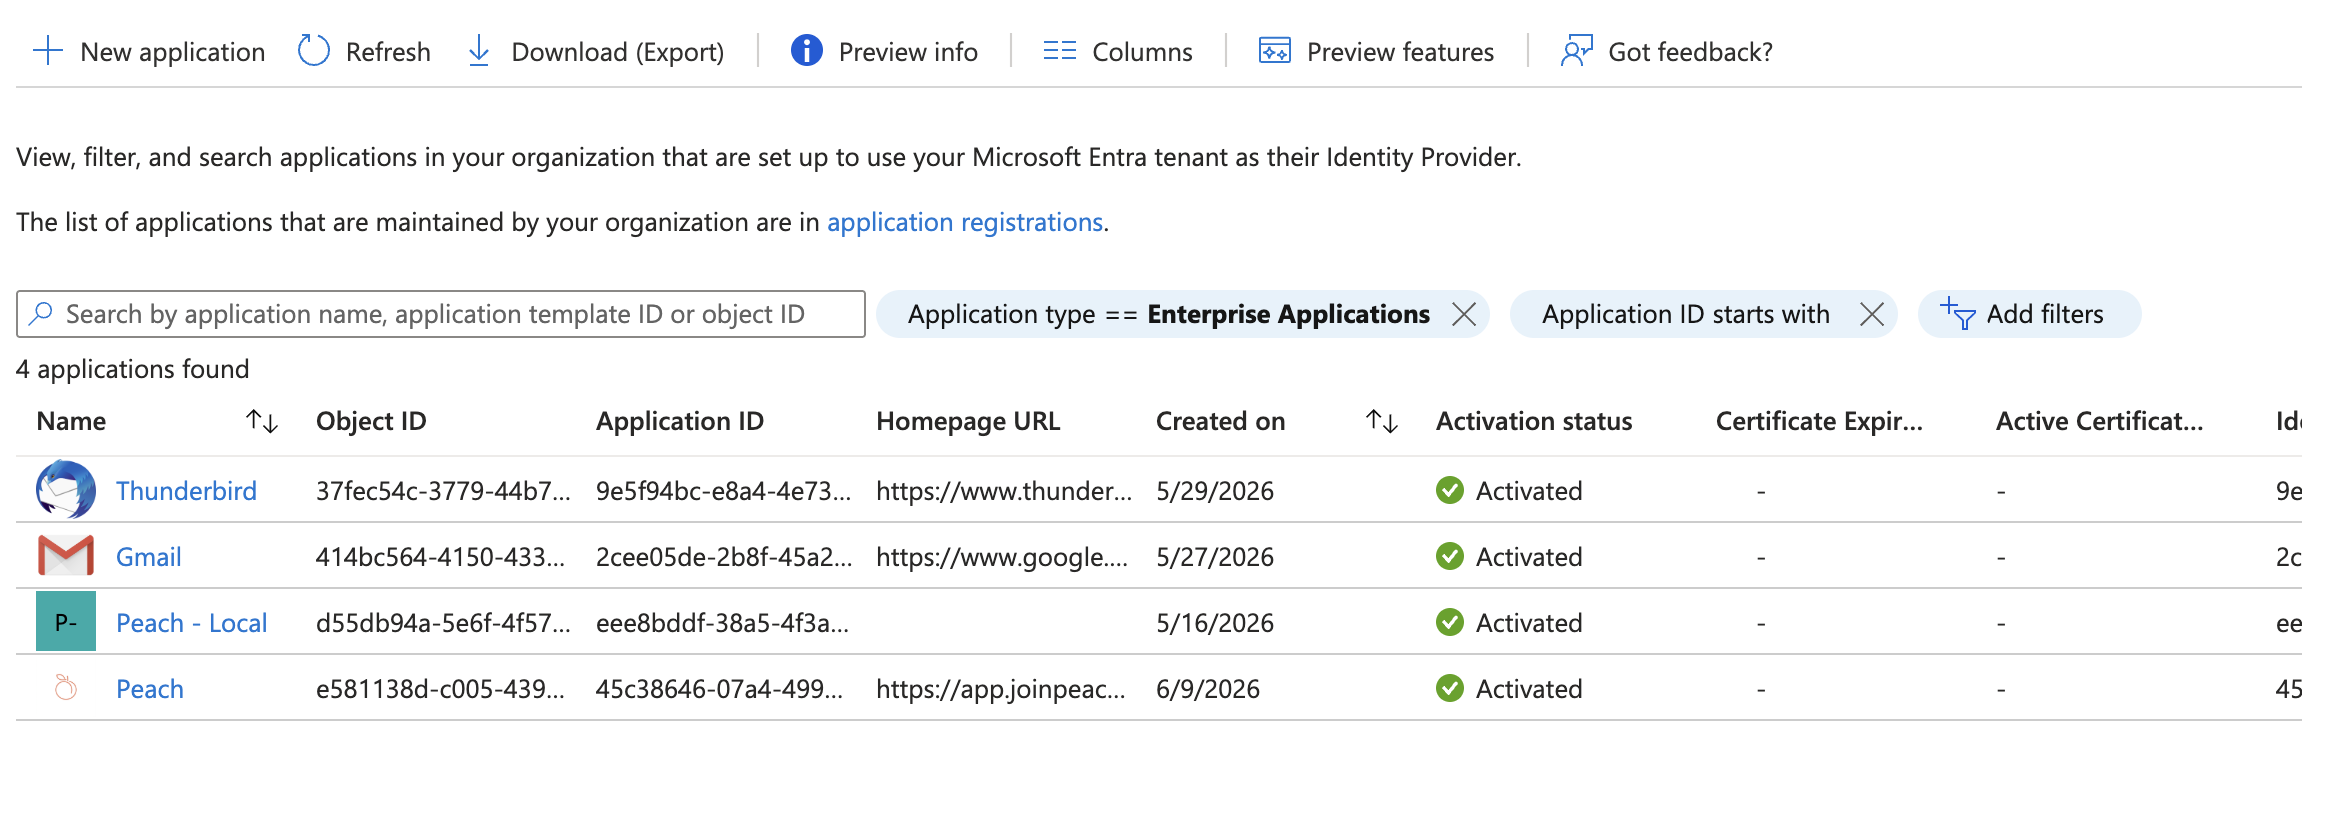 New application Refresh Download (Export) Preview info Columns Preview features Got feedback?
View, filter, and search applications in your organization that are set up to use your Microsoft Entra tenant as their Identity Provider.
The list of applications that are maintained by your organization are in application registrations.
Search by application name, application template ID or object ID Application type == Enterprise Applications Application ID starts with Add filters
4 applications found
Name Object ID Application ID Homepage URL Created on Activation status Certificate Expir... Active Certificat... Ide
Thunderbird 37fec54c-3779-44b7... 9e5f94bc-e8a4-4e73... https://www.thunder... 5/29/2026 Activated - - 9e
Gmail 414bc564-4150-433... 2cee05de-2b8f-45a2... https://www.google.... 5/27/2026 Activated - - 2c
P- Peach - Local d55db94a-5e6f-4f57... eee8bddf-38a5-4f3a... 5/16/2026 Activated - - ee
Peach e581138d-c005-439... 45c38646-07a4-499... https://app.joinpeac... 6/9/2026 Activated - - 45